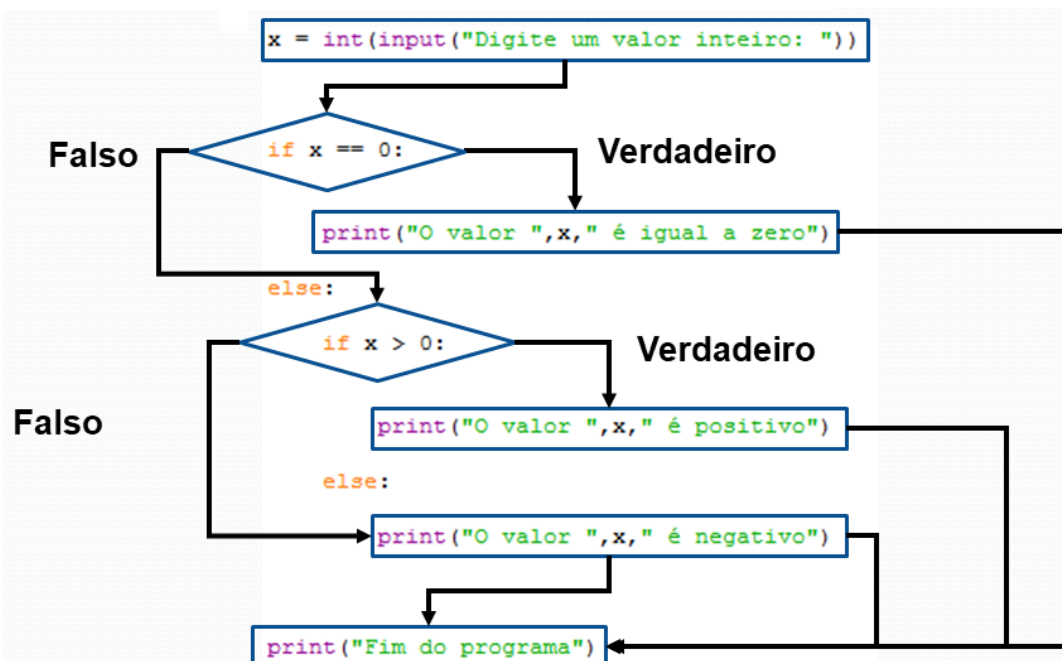 x = int(input("Digite um valor inteiro: "))
Falso
if x == 0:
Verdadeiro
print("O valor ",x," é igual a zero")
else:
if x > 0:
Verdadeiro
Falso
print("O valor ",x," é positivo")
else:
print("O valor ",x," é negativo")
print("Fim do programa")